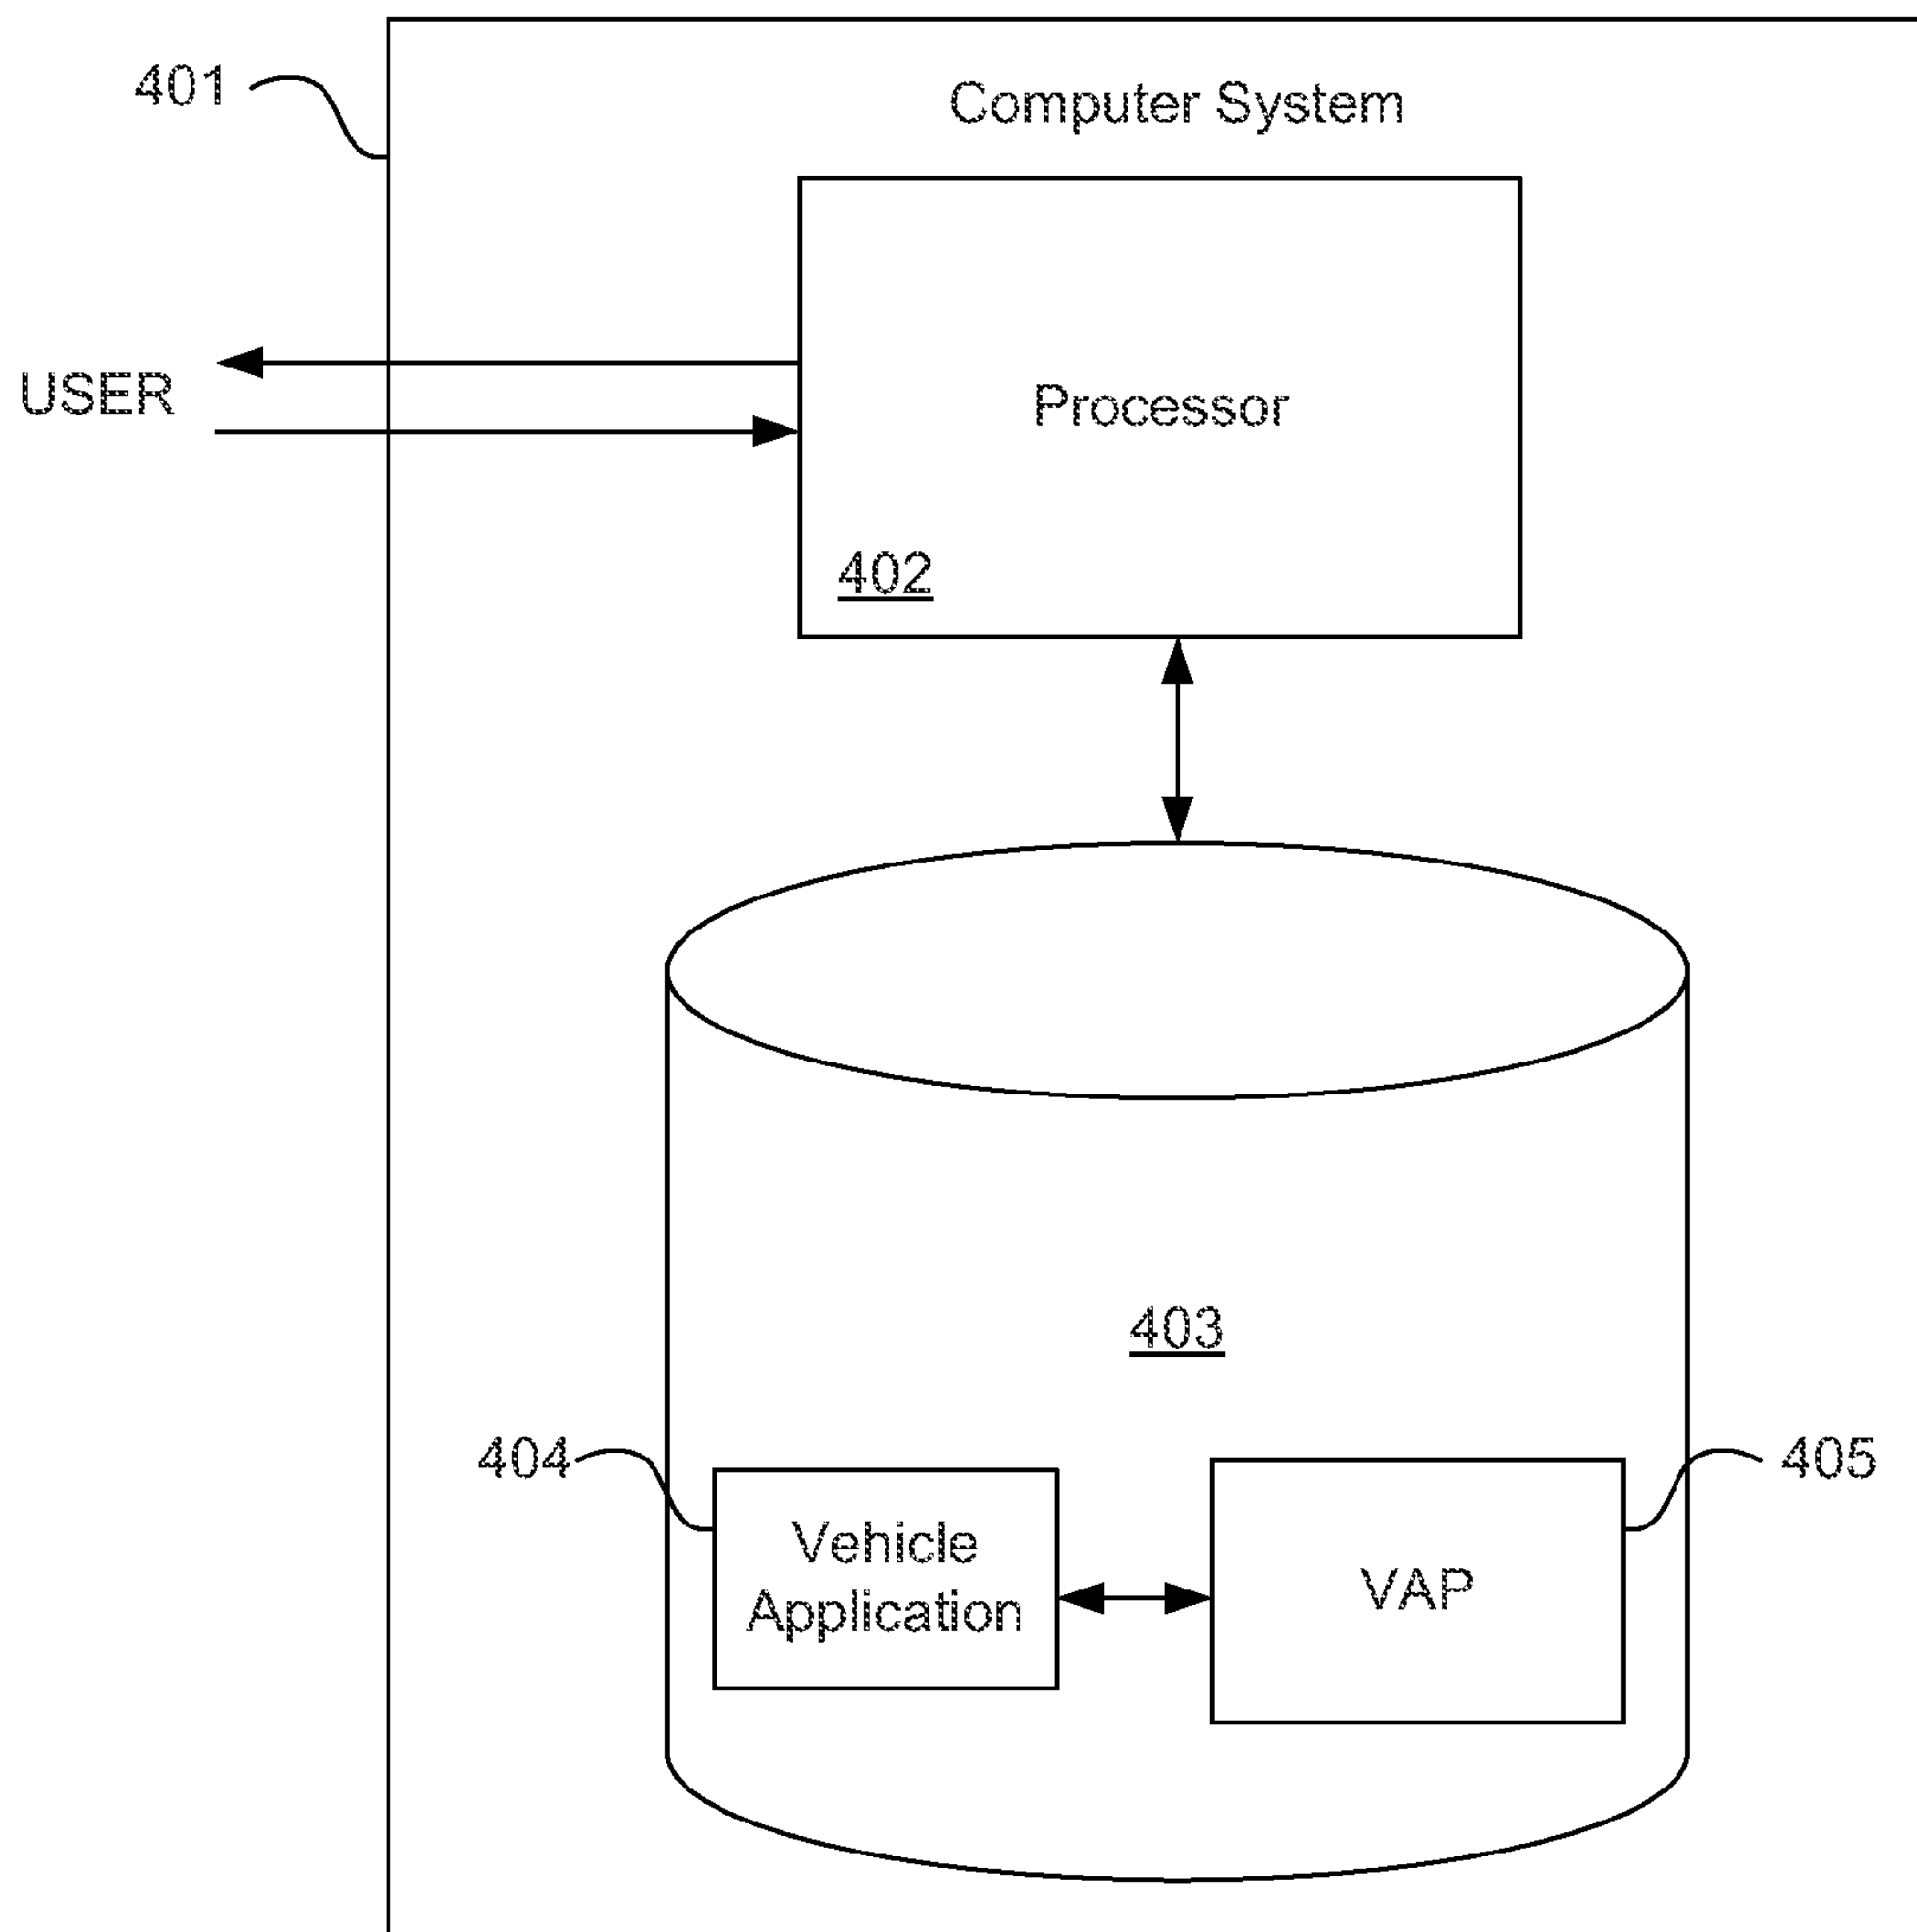 401
Computer System
USER
Processor
402
403
404
405
Vehicle
Application
VAP